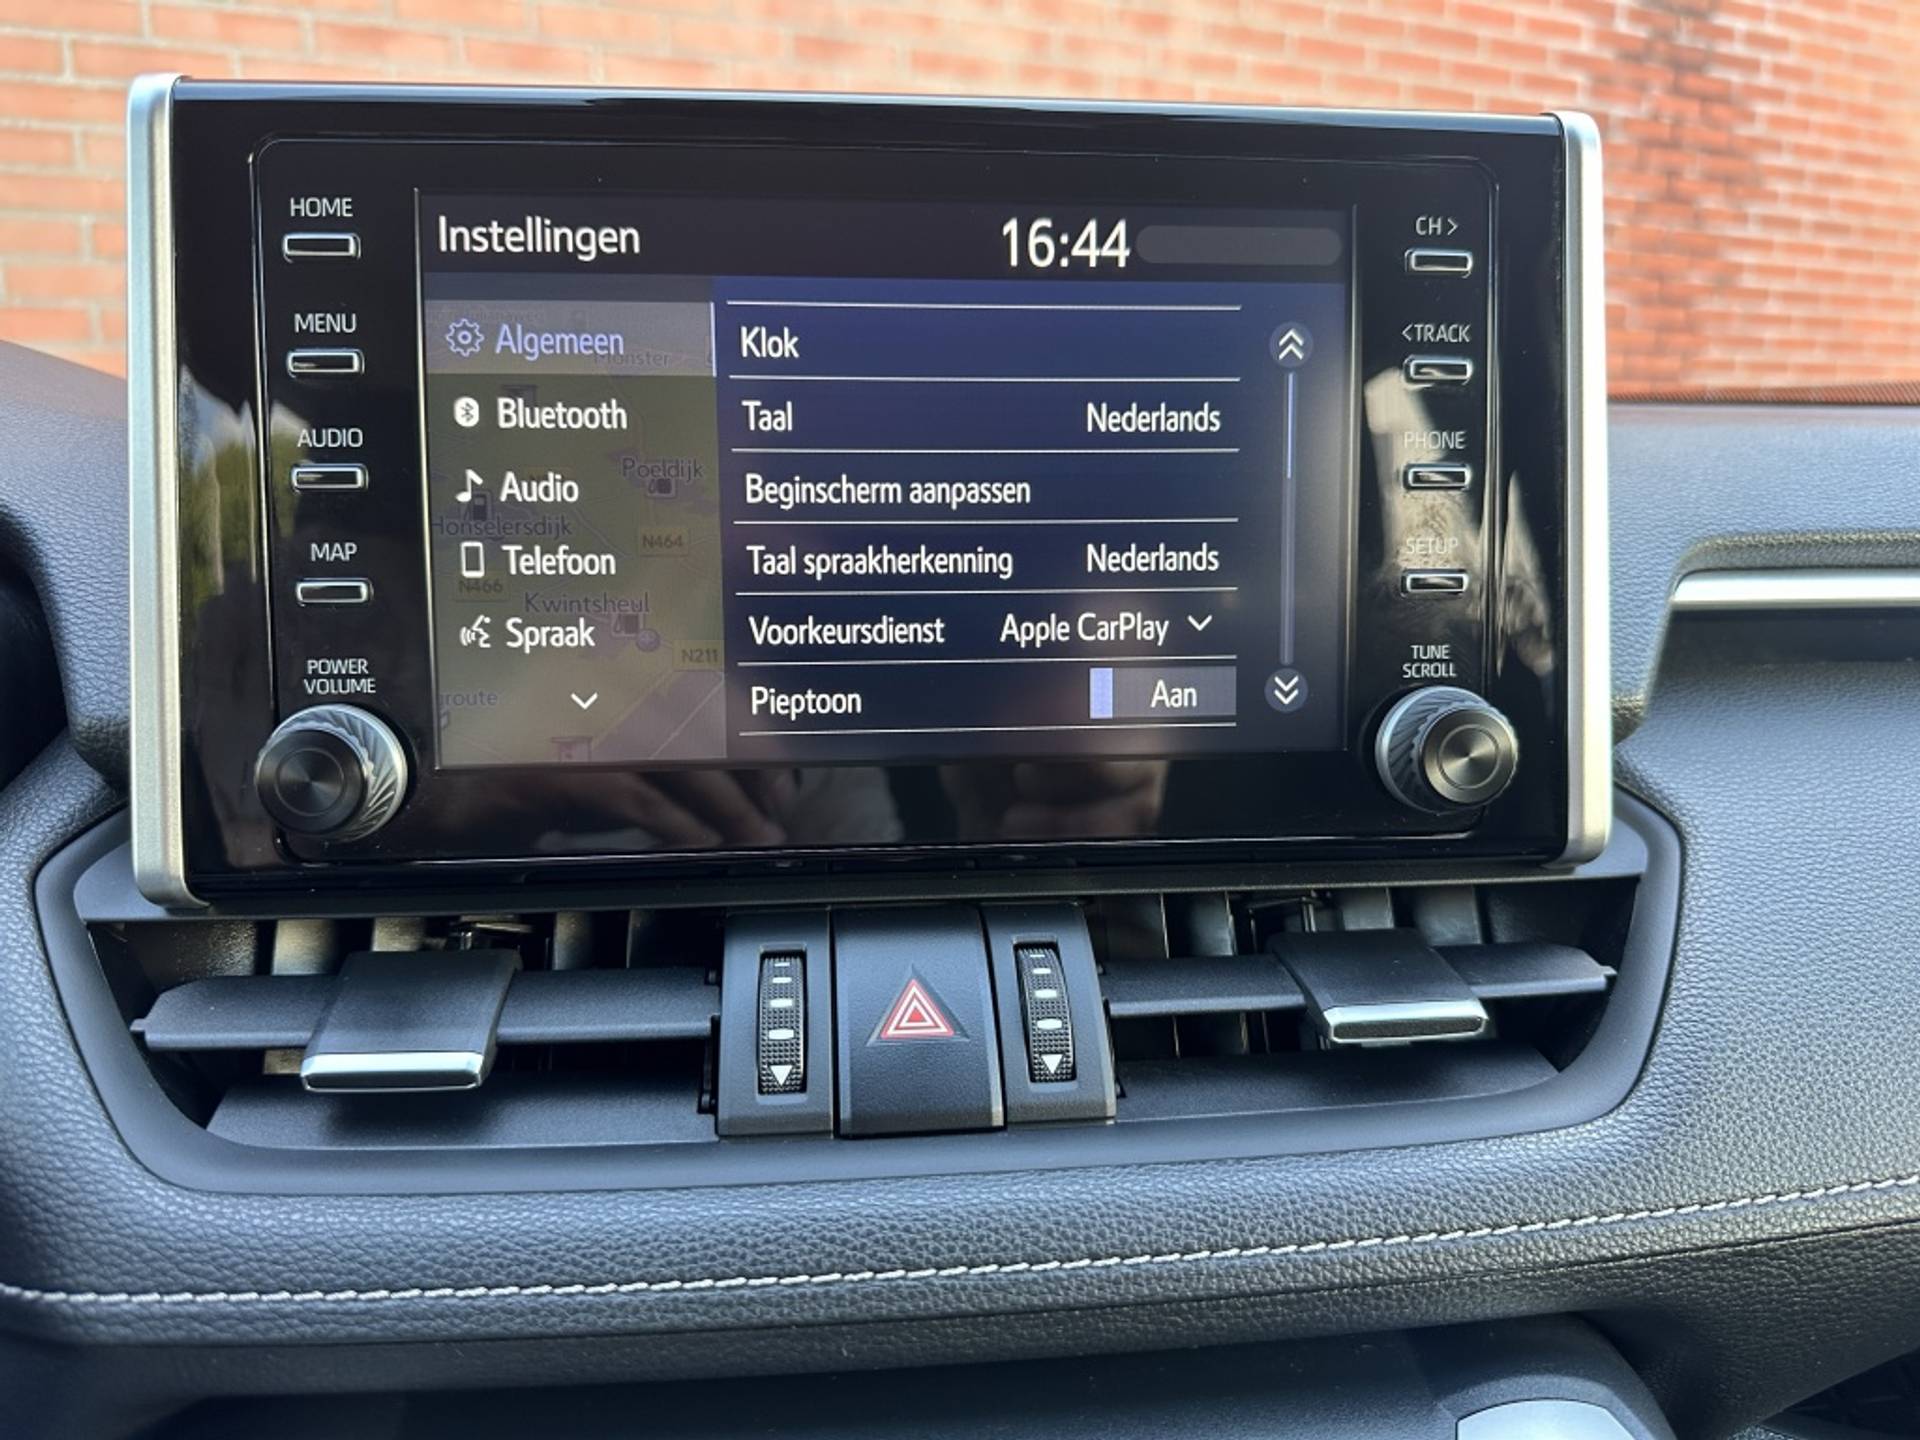 HOME
MENU
AUDIO
MAP
POWER
VOLUME
Instellingen
16:44
Algemeen
Monster
Bluetooth
Poeldijk
Audio
Honselersdijk
N464
Telefoon
N466
Kwintsheul
Spraak
N211
route
Klok
Taal Nederlands
Beginscherm aanpassen
Taal spraakherkenning Nederlands
Voorkeursdienst Apple CarPlay
Pieptoon Aan
CH >
<TRACK
PHONE
SETUP
TUNE
SCROLL